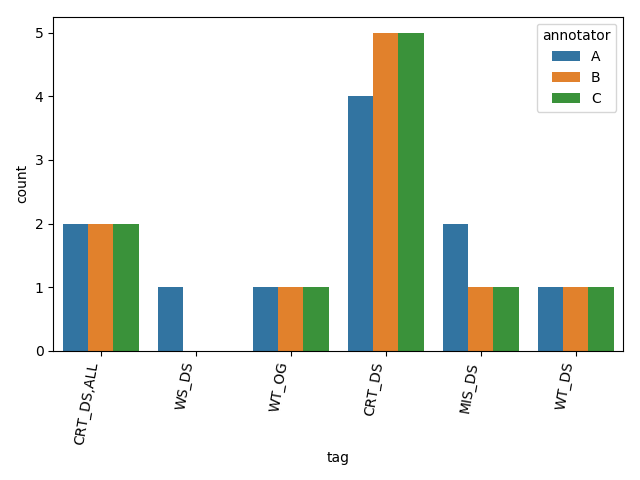 annotator
A
B
C
5
4
3
2
1
0
count
CRT_DS,ALL
WS_DS
WT_OG
CRT_DS
MIS_DS
WT_DS
tag